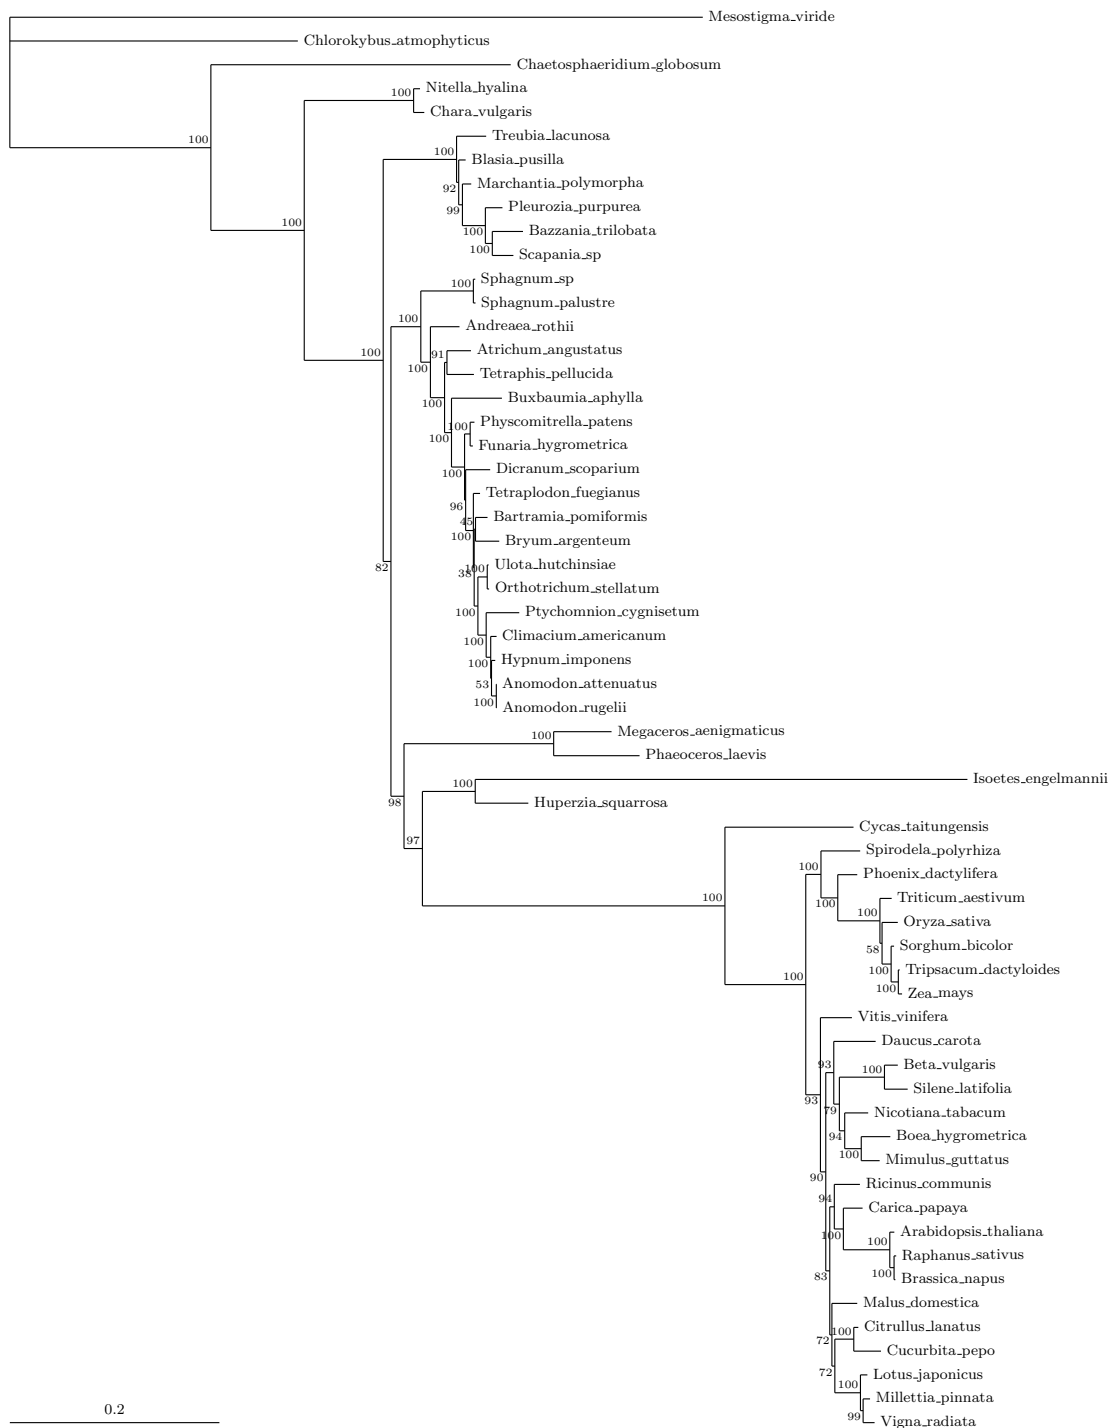 Mesostigma_viride
Chlorokybus_atmophyticus
Chaetosphaeridium_globosum
Nitella_hyalina
100
Chara_vulgaris
Treubia_lacunosa
100
100
Blasia_pusilla
Marchantia_polymorpha
92
Pleurozia_purpurea
99
100
100
Bazzania_trilobata
100
Scapania_sp
Sphagnum_sp
100
Sphagnum_palustre
100
Andreaea_rothii
Atrichum_angustatus
91
100
Tetraphis_pellucida
100
Buxbaumia_aphylla
100
Physcomitrella_patens
100
100
Funaria_hygrometrica
100
Dicranum_scoparium
Tetraplodon_fuegianus
96
Bartramia_pomiformis
45
100
Bryum_argenteum
82
Ulota_hutchinsiae
100
38
Orthotrichum_stellatum
100
Ptychomnion_cygnisetum
100
Climacium_americanum
100
Hypnum_imponens
53
Anomodon_attenuatus
100
Anomodon_rugelii
Megaceros_aenigmaticus
100
Phaeoceros_laevis
Isoetes_engelmannii
100
98
Huperzia_squarrosa
97
Cycas_taitungensis
Spirodela_polyrhiza
100
Phoenix_dactylifera
100
100
Triticum_aestivum
100
Oryza_sativa
58
Sorghum_bicolor
100
100
Tripsacum_dactyloides
100
Zea_mays
Vitis_vinifera
Daucus_carota
93
Beta_vulgaris
100
93
79
Silene_latifolia
Nicotiana_tabacum
94
Boea_hygrometrica
100
Mimulus_guttatus
90
Ricinus_communis
94
Carica_papaya
100
Arabidopsis_thaliana
100
Raphanus_sativus
83
100
Brassica_napus
Malus_domestica
72
100
Citrullus_lanatus
Cucurbita_pepo
72
Lotus_japonicus
100
Millettia_pinnata
0.2
99
Vigna_radiata